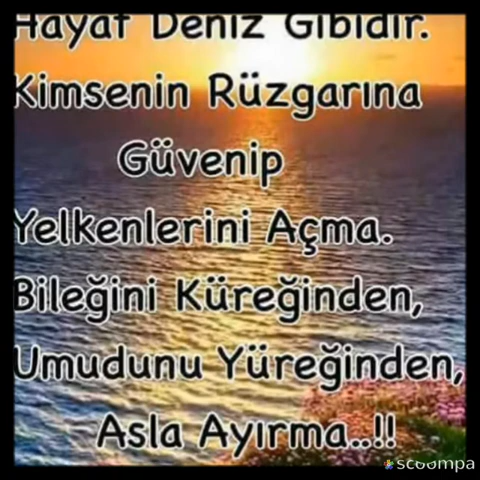 Hayat Deniz Gibidir.
Kimsenin Rüzgarına
Güvenip
Yelkenlerini Açma.
Bileğini Küreğinden,
Umudunu Yüreğinden,
Asla Ayırma..!!
scoompa